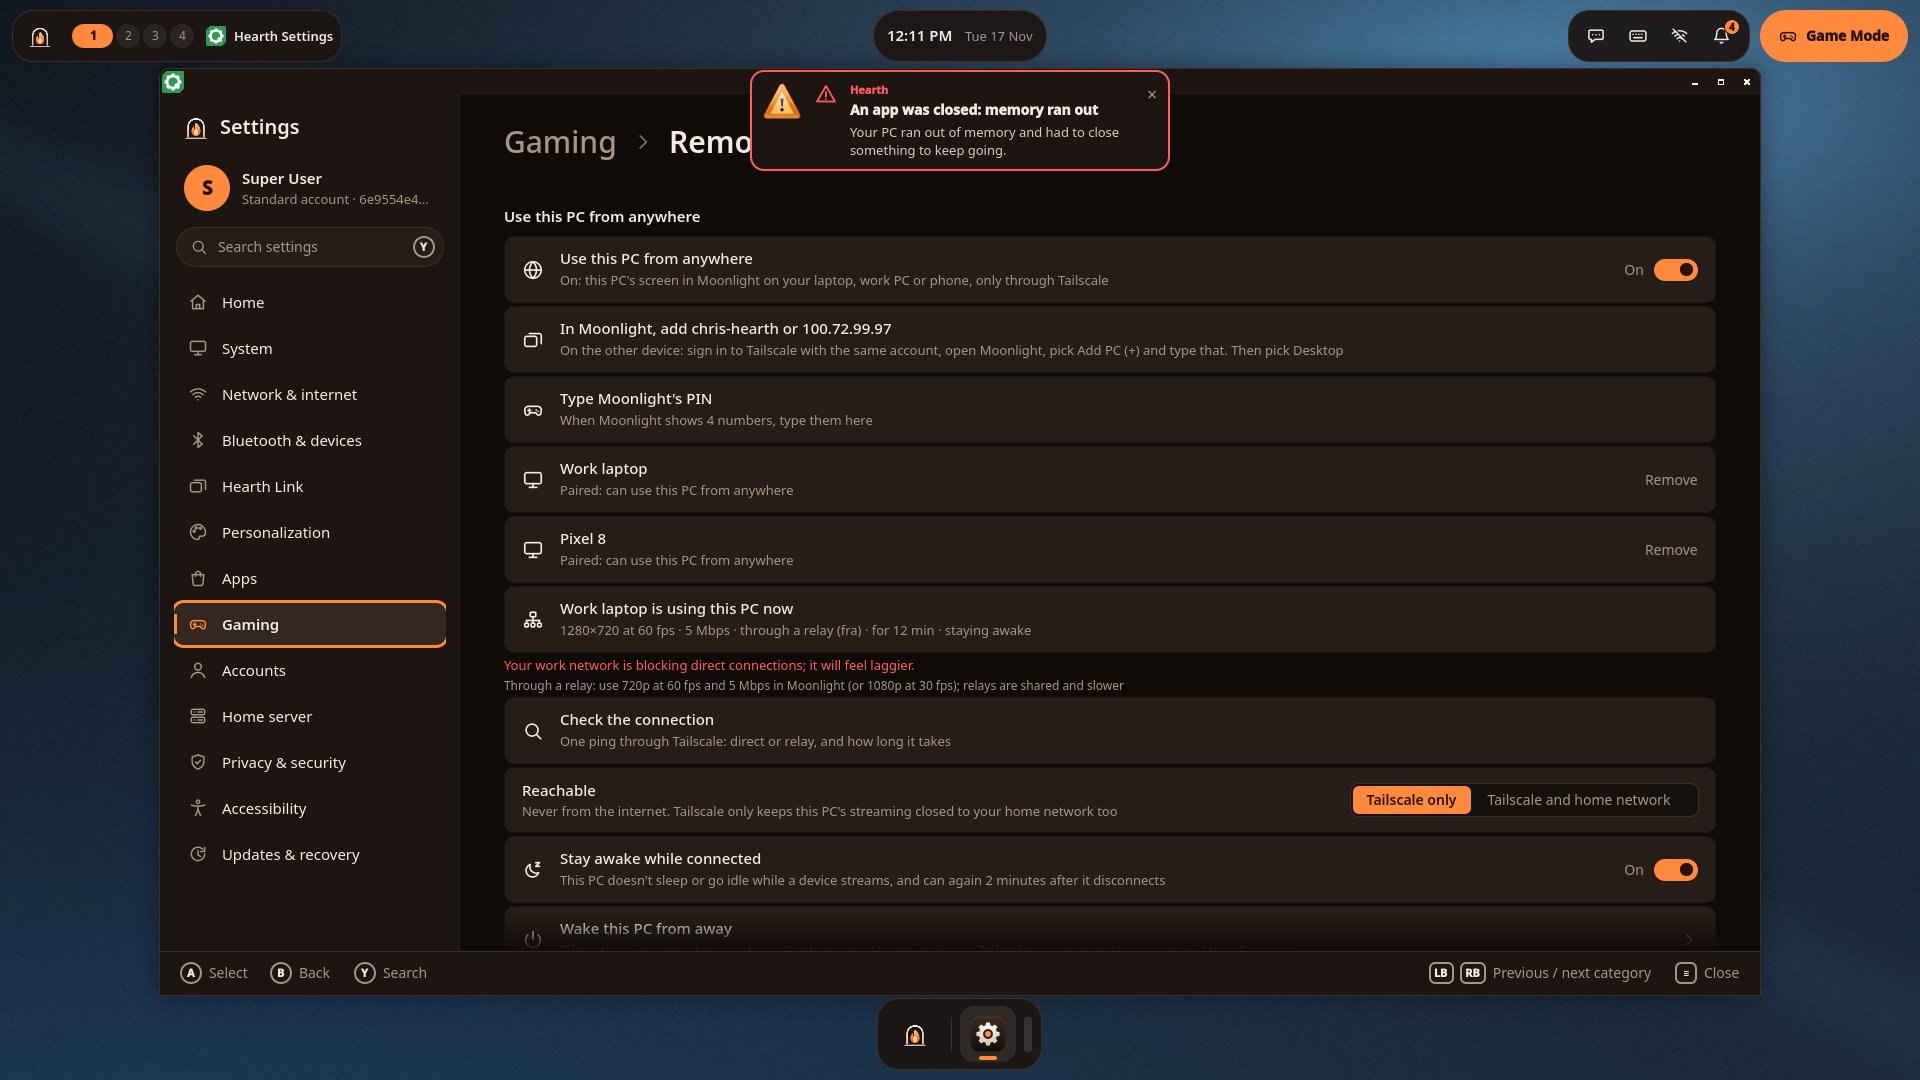 1 2 3 4 Hearth Settings
12:11 PM Tue 17 Nov
4
Game Mode
Hearth
An app was closed: memory ran out
Your PC ran out of memory and had to close
something to keep going.
Settings
Super User
Standard account · 6e9554e4...
Search settings Y
Home
System
Network & internet
Bluetooth & devices
Hearth Link
Personalization
Apps
Gaming
Accounts
Home server
Privacy & security
Accessibility
Updates & recovery
Gaming > Remo
Use this PC from anywhere
Use this PC from anywhere
On: this PC's screen in Moonlight on your laptop, work PC or phone, only through Tailscale
On
In Moonlight, add chris-hearth or 100.72.99.97
On the other device: sign in to Tailscale with the same account, open Moonlight, pick Add PC (+) and type that. Then pick Desktop
Type Moonlight's PIN
When Moonlight shows 4 numbers, type them here
Work laptop
Paired: can use this PC from anywhere
Remove
Pixel 8
Paired: can use this PC from anywhere
Remove
Work laptop is using this PC now
1280×720 at 60 fps · 5 Mbps · through a relay (fra) · for 12 min · staying awake
Your work network is blocking direct connections; it will feel laggier.
Through a relay: use 720p at 60 fps and 5 Mbps in Moonlight (or 1080p at 30 fps); relays are shared and slower
Check the connection
One ping through Tailscale: direct or relay, and how long it takes
Reachable
Never from the internet. Tailscale only keeps this PC's streaming closed to your home network too
Tailscale only Tailscale and home network
Stay awake while connected
This PC doesn't sleep or go idle while a device streams, and can again 2 minutes after it disconnects
On
Wake this PC from away
A Select B Back Y Search
LB RB Previous / next category Close